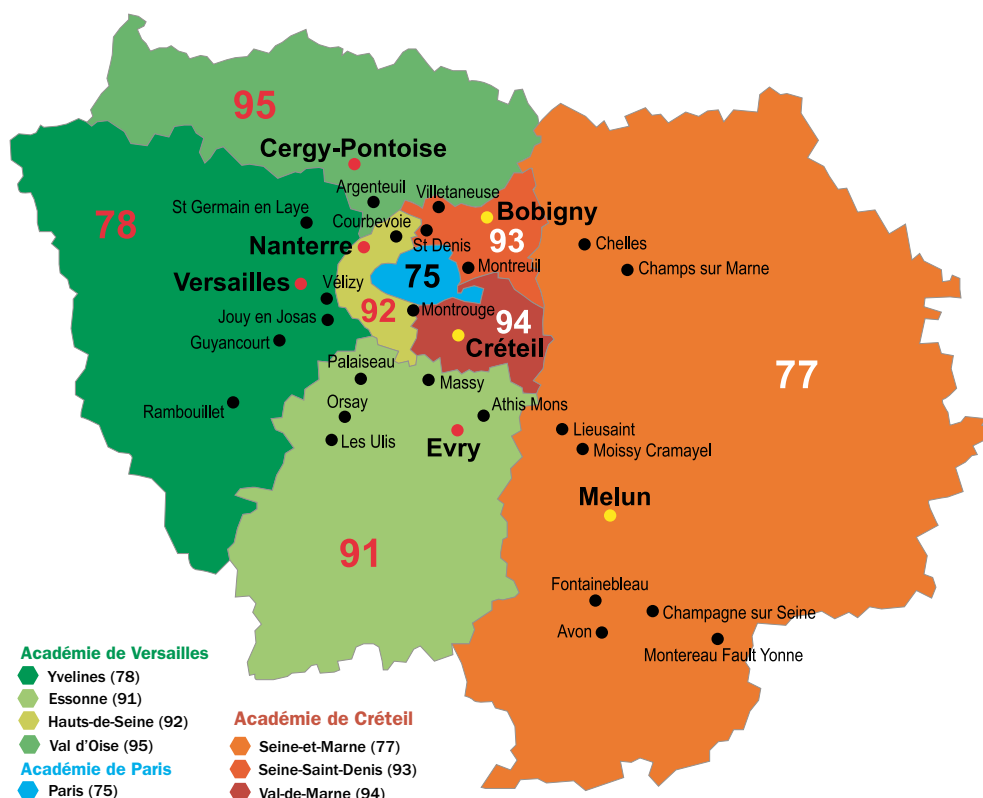 95
Cergy-Pontoise
Argenteuil
Villetaneuse
78
St Germain en Laye
Courbevoie
Bobigny
Nanterre
St Denis
93
Chelles
Versailles
Vélizy
75
Montreuil
Champs sur Marne
92
Montrouge
94
Jouy en Josas
Guyancourt
Créteil
Palaiseau
Massy
77
Rambouillet
Orsay
Athis Mons
Les Ulis
Evry
Lieusaint
Moissy Cramayel
Melun
91
Fontainebleau
Champagne sur Seine
Avon
Montereau Fault Yonne
Académie de Versailles
Yvelines (78)
Essonne (91)
Hauts-de-Seine (92)
Val d'Oise (95)
Académie de Paris
Paris (75)
Académie de Créteil
Seine-et-Marne (77)
Seine-Saint-Denis (93)
Val-de-Marne (94)